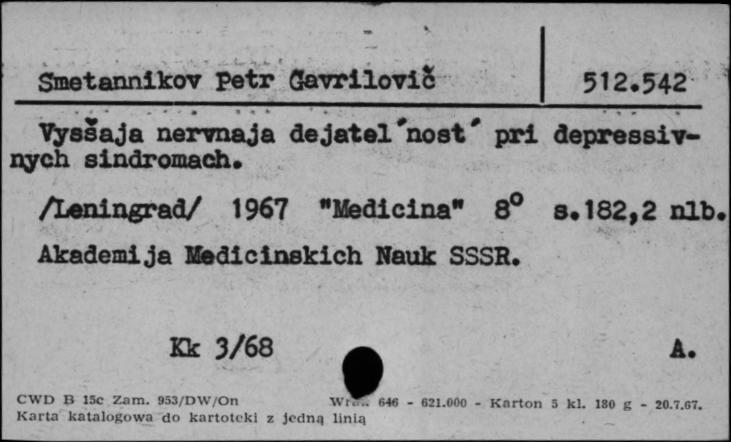 Smetannikov Petr Gavrilovič 512.542
Vysšaja nervnaja dejatel´nost´ pri depressiv-
nych sindromach.
/Leningrad/ 1967 "Medicina" 8° s.182,2 nlb.
Akademija Medicinskich Nauk SSSR.
Kk 3/68 A.
CWD B 15c Zam. 953/DW/On 646 - 621.000 - Karton 5 kl. 180 g - 20.7.67.
Karta katalogowa do kartoteki z jedną linią